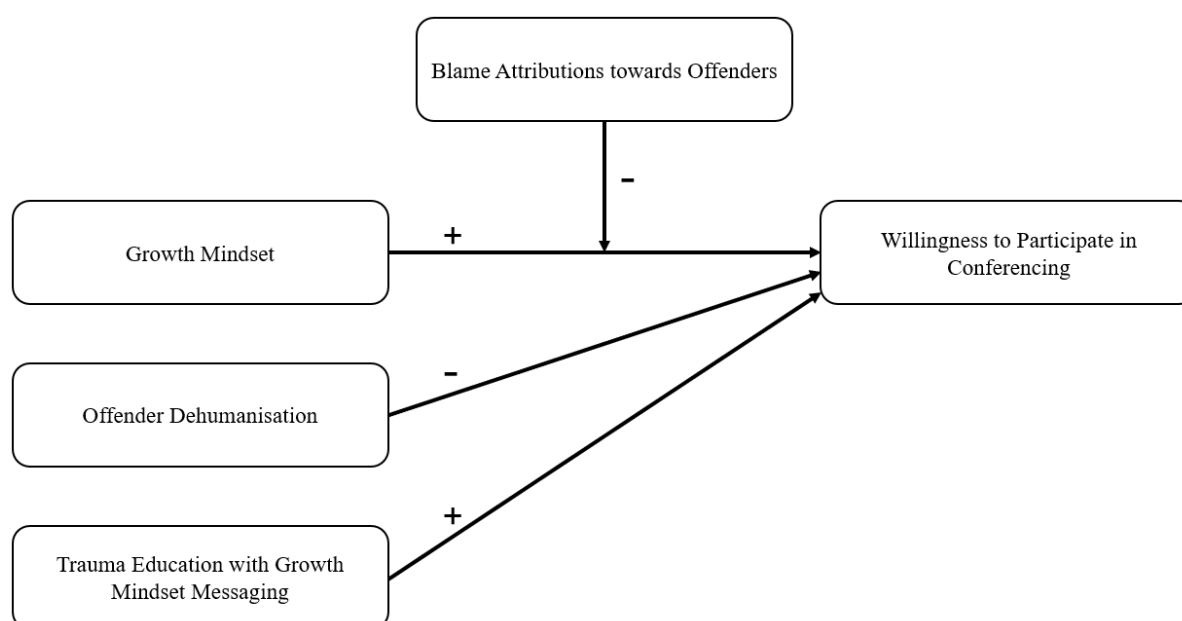 Blame Attributions towards Offenders
-
+
Growth Mindset
Willingness to Participate in
Conferencing
-
Offender Dehumanisation
+
Trauma Education with Growth
Mindset Messaging